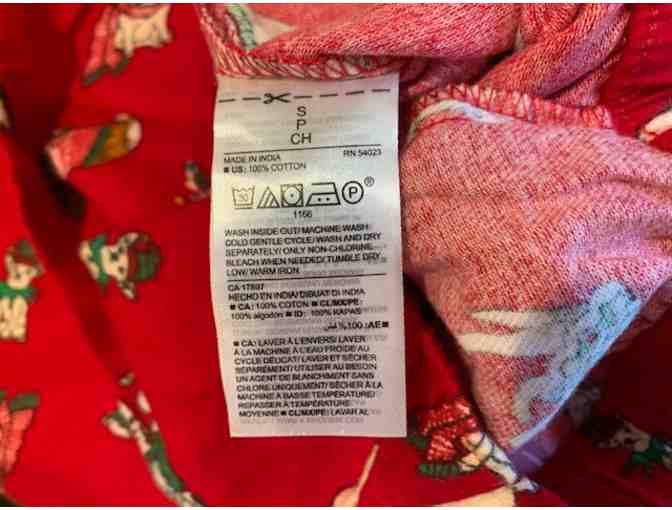 S
P
CH
MADE IN INDIA RN 54023
■ US: 100% COTTON
30 P ®
1166
WASH INSIDE OUT/MACHINE WASH
COLD GENTLE CYCLE/WASH AND DRY
SEPARATELY/ ONLY NON-CHLORINE
BLEACH WHEN NEEDED/TUMBLE DRY
LOW/ WARM IRON
CA 17897
HECHO EN INDIA/DIBUAT DI INDIA
■ CA: 100% COTON ■ CL/MX/PE:
100% algodón ■ ID: 100% KAPAS
■ AE: 100% قطن
■ CA: LAVER À L'ENVERS/ LAVER
À LA MACHINE À L'EAU FROIDE AU
CYCLE DÉLICAT/ LAVER ET SÉCHER
SÉPARÉMENT/ UTILISER AU BESOIN
UN AGENT DE BLANCHIMENT SANS
CHLORE UNIQUEMENT/ SÉCHER À LA
MACHINE À BASSE TEMPÉRATURE/
REPASSER À TEMPÉRATURE
MOYENNE ■ CL/MX/PE: LAVAR AL